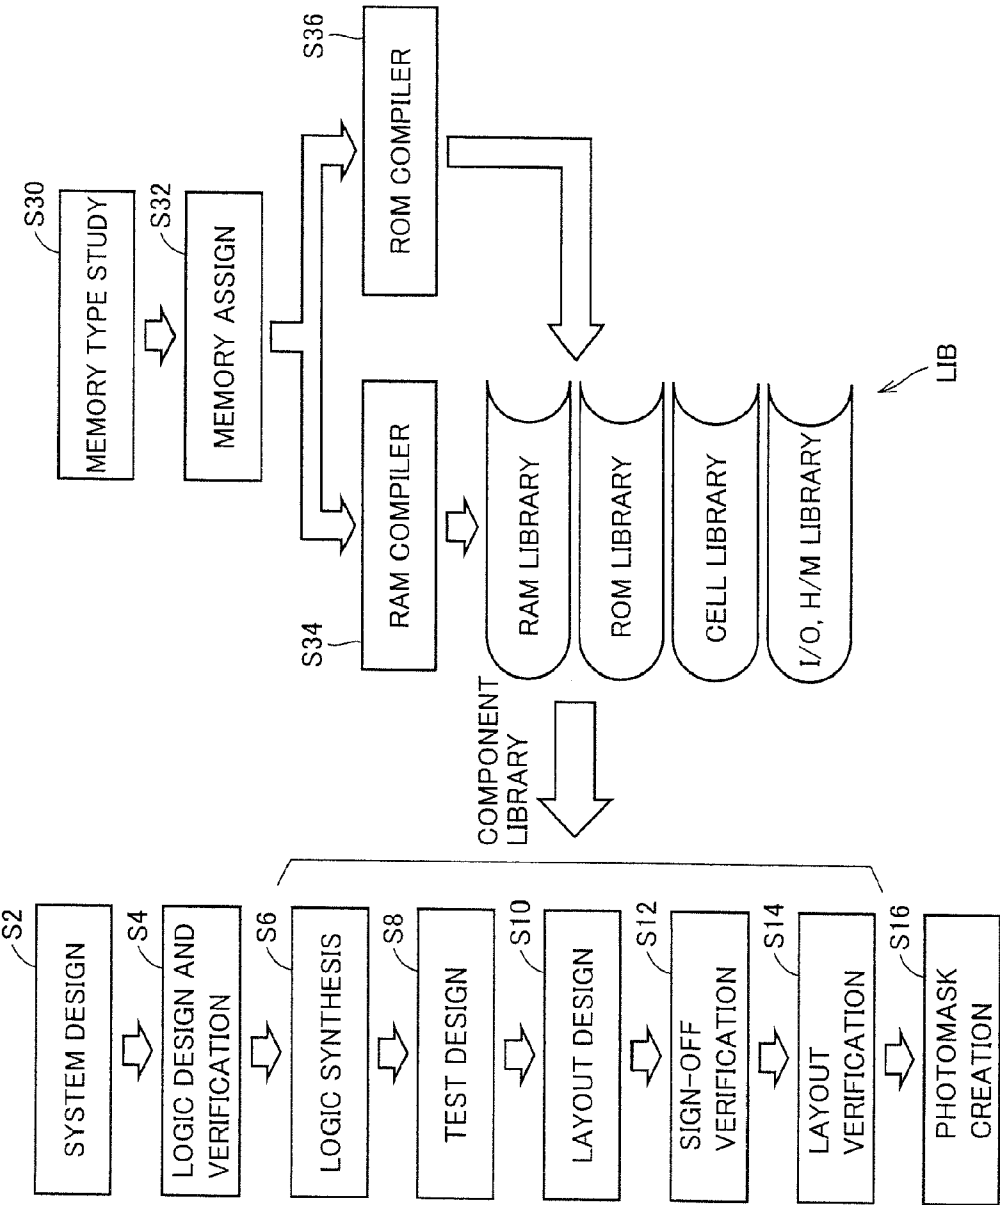 S2
SYSTEM DESIGN
S4
LOGIC DESIGN AND
VERIFICATION
S6
LOGIC SYNTHESIS
S8
TEST DESIGN
S10
LAYOUT DESIGN
S12
SIGN-OFF
VERIFICATION
S14
LAYOUT
VERIFICATION
S16
PHOTOMASK
CREATION
COMPONENT
LIBRARY
S30
MEMORY TYPE STUDY
S32
MEMORY ASSIGN
S34
RAM COMPILER
S36
ROM COMPILER
RAM LIBRARY
ROM LIBRARY
CELL LIBRARY
I/O, H/M LIBRARY
LIB